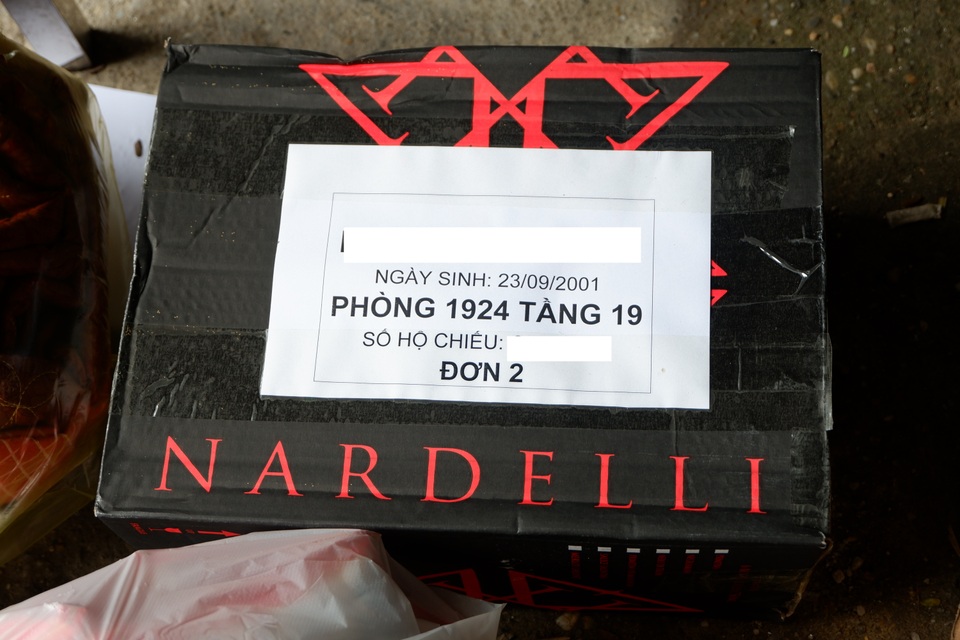 NGÀY SINH: 23/09/2001
PHÒNG 1924 TẦNG 19
SỐ HỘ CHIẾU:
ĐƠN 2
NARDELLI